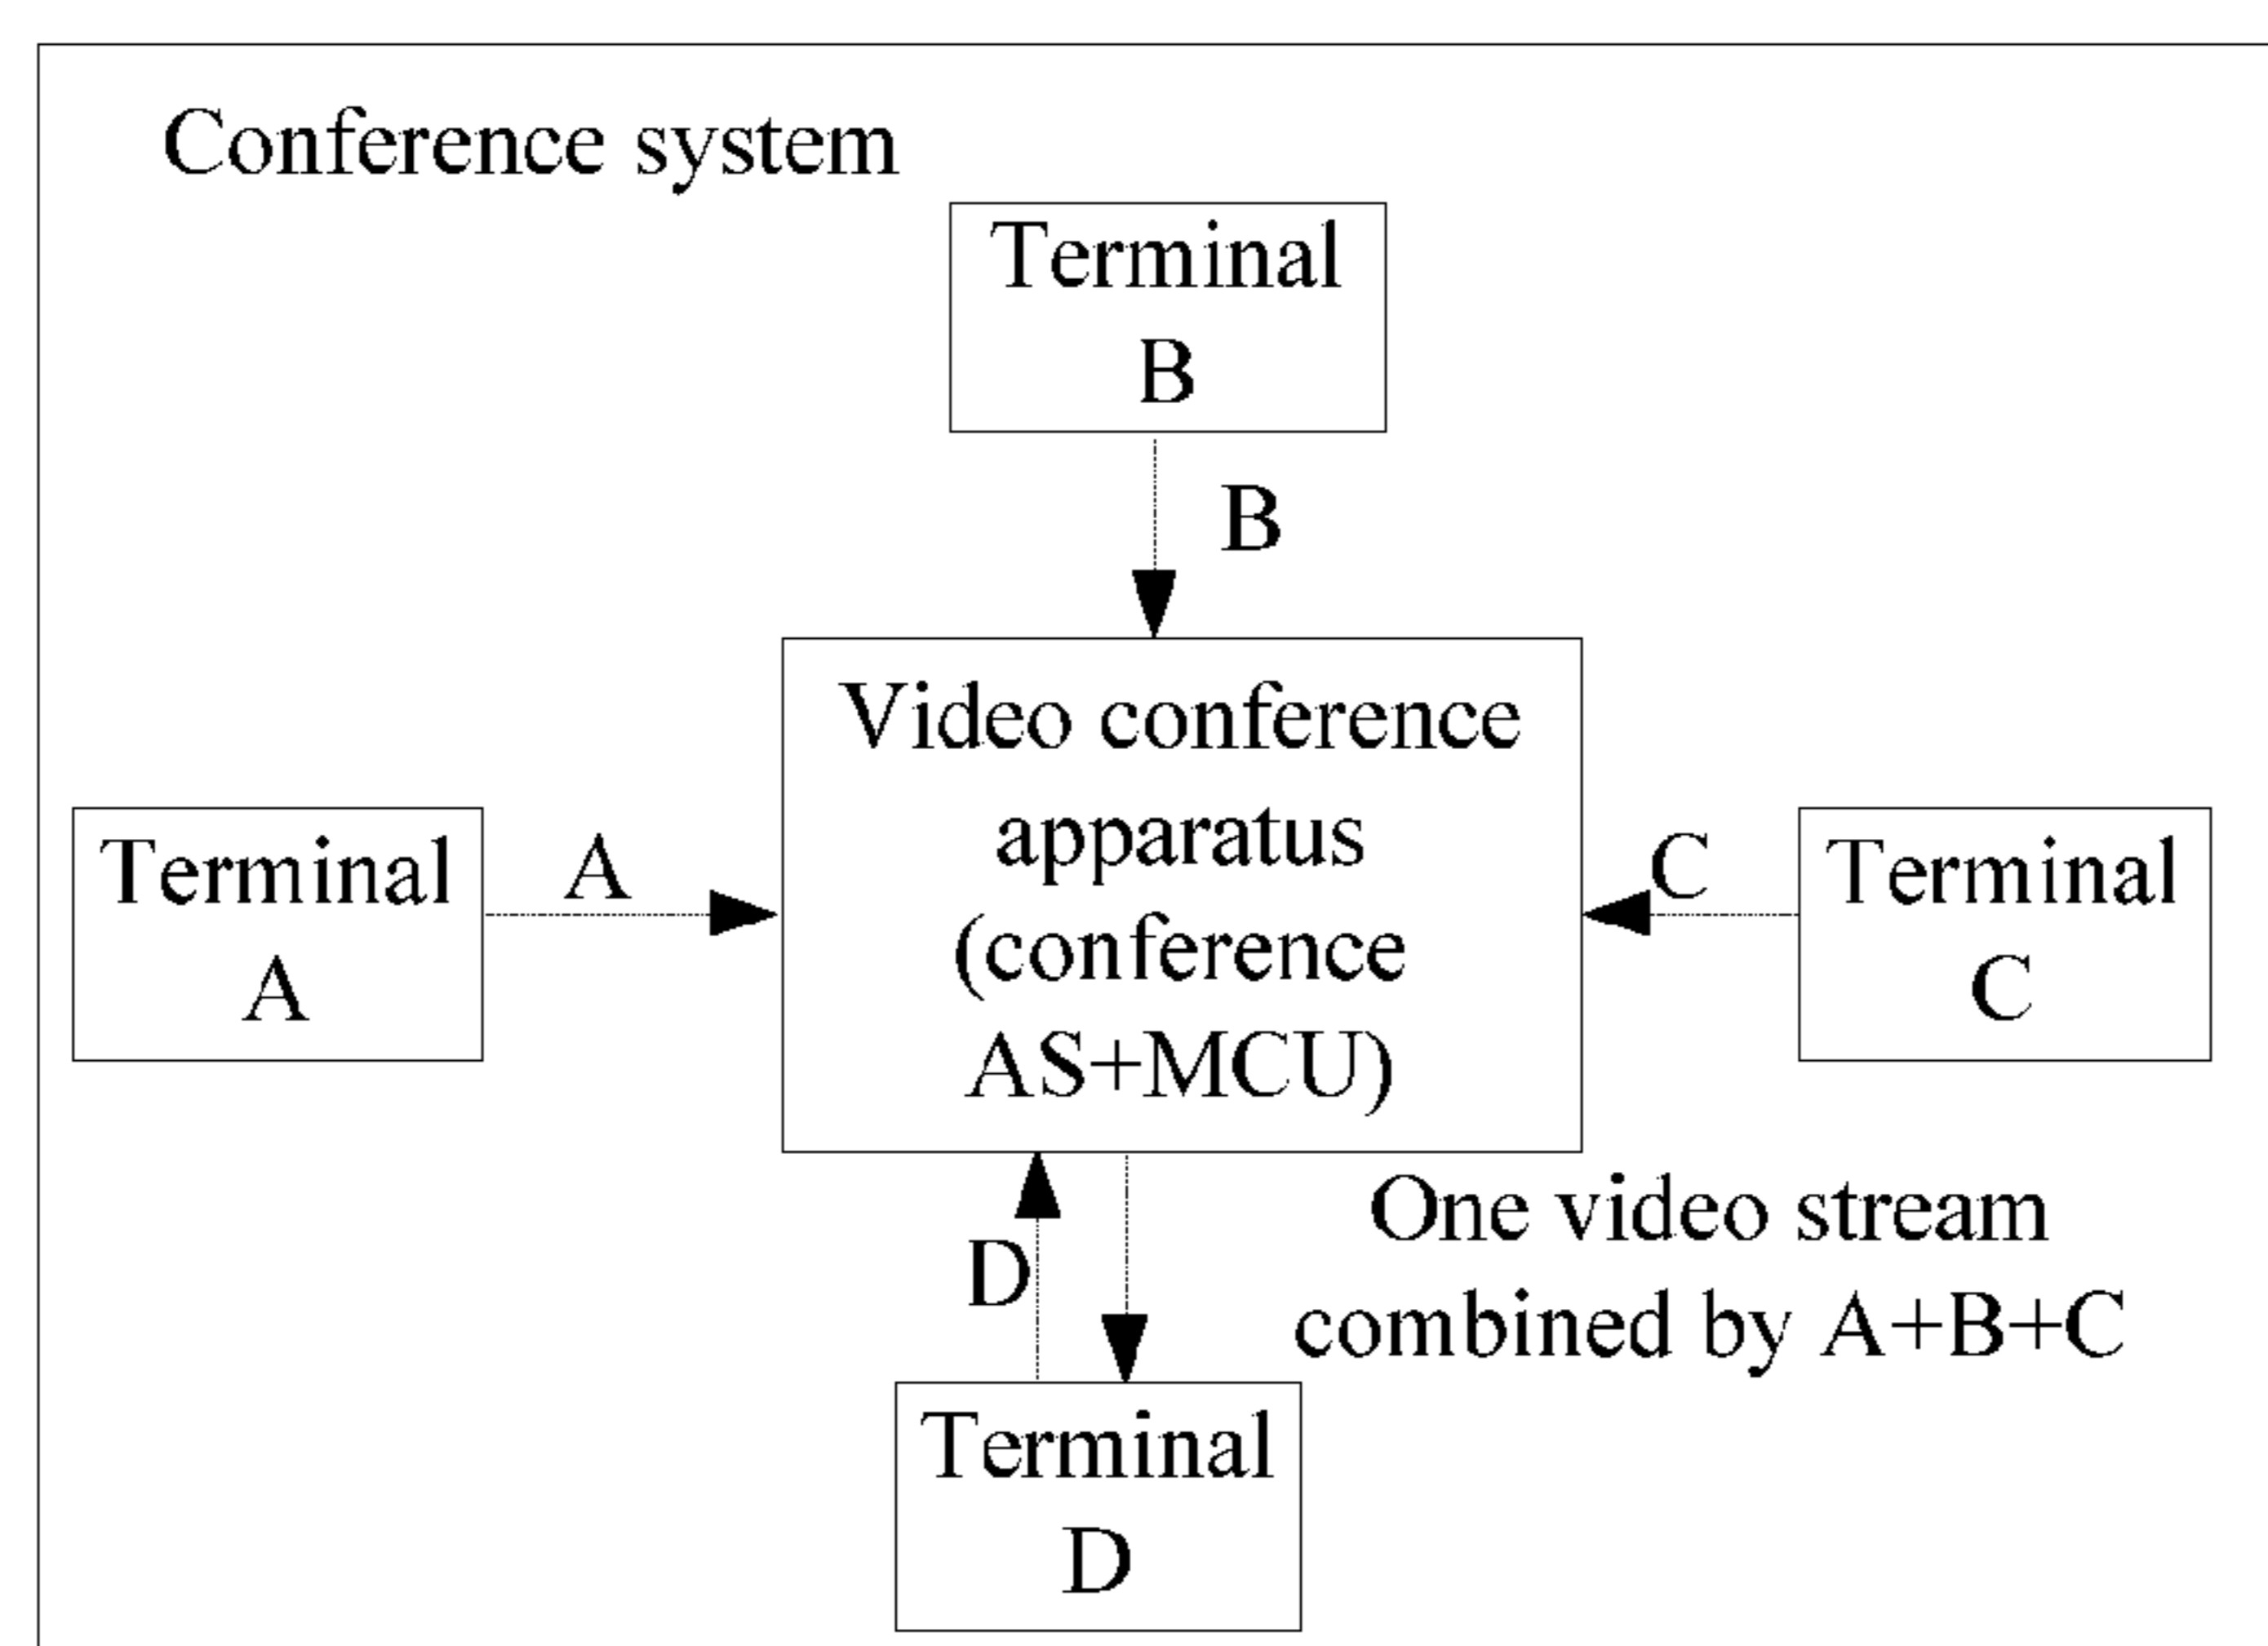 Conference system
Terminal
B
B
Video conference
apparatus
(conference
AS+MCU)
Terminal
A
A
C
Terminal
C
D
One video stream
combined by A+B+C
Terminal
D